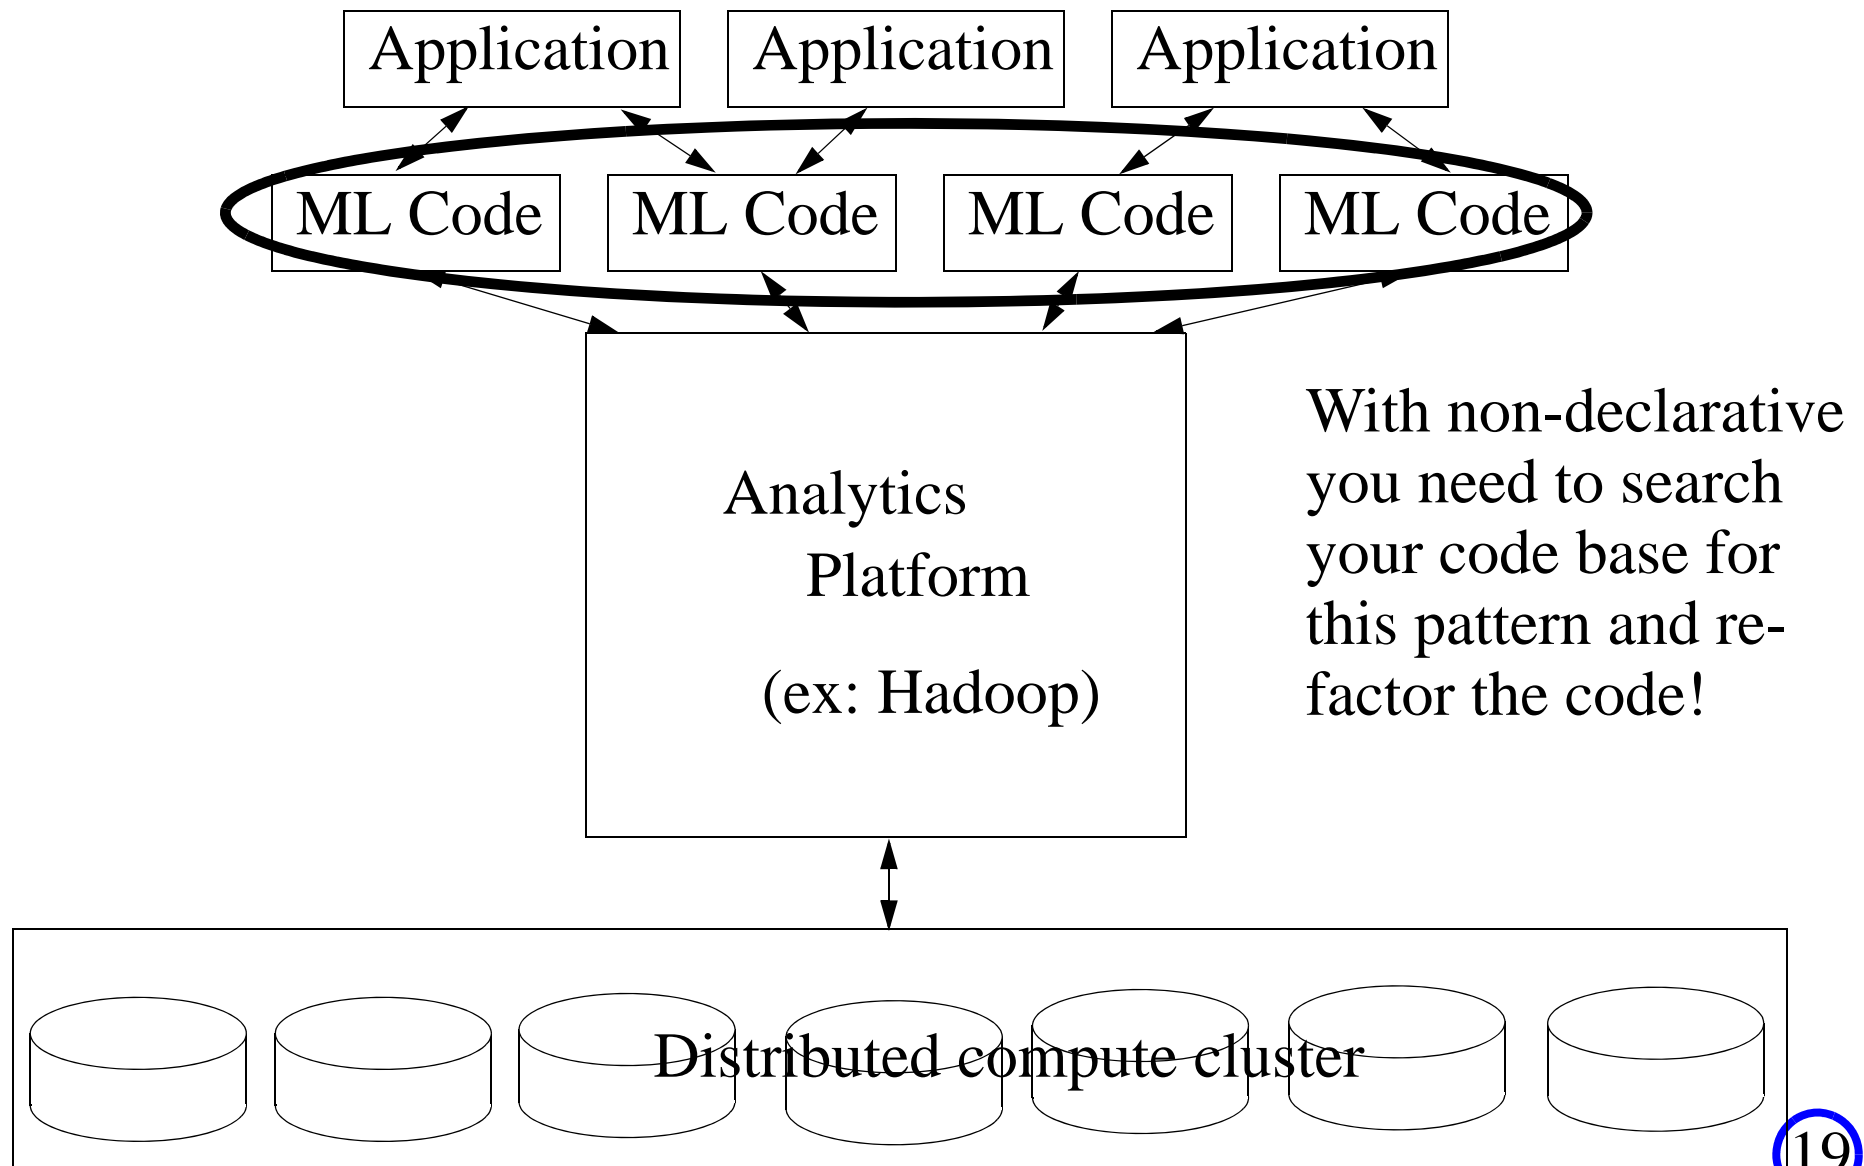 Application
Application
Application
ML Code
ML Code
ML Code
ML Code
Analytics
Platform
(ex: Hadoop)
With non-declarative
you need to search
your code base for
this pattern and re-
factor the code!
Distributed compute cluster
19